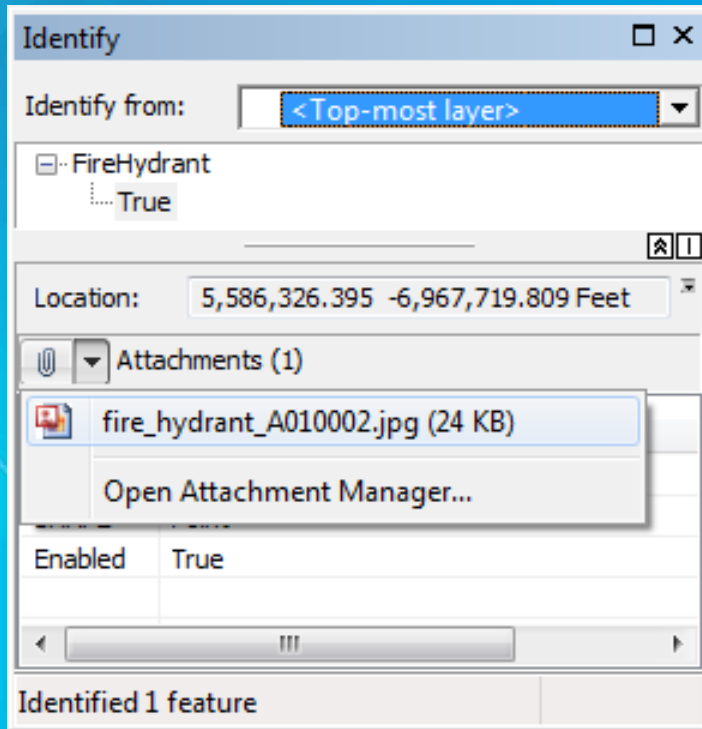 Identify
Identify from: <Top-most layer>
FireHydrant
True
Location: 5,586,326.395 -6,967,719.809 Feet
Attachments (1)
fire_hydrant_A010002.jpg (24 KB)
Open Attachment Manager...
Enabled True
Identified 1 feature